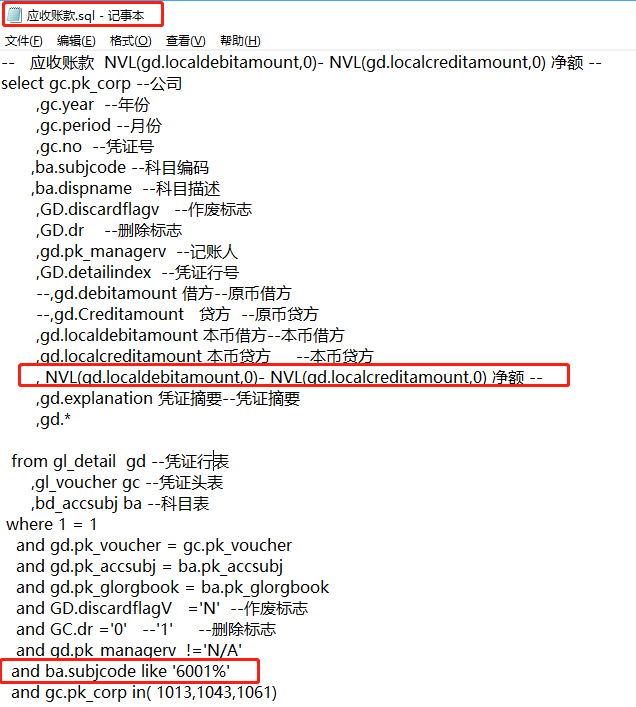 应收账款.sql - 记事本
文件(F) 编辑(E) 格式(O) 查看(V) 帮助(H)
-- 应收账款 NVL(gd.localdebitamount,0)- NVL(gd.localcreditamount,0) 净额 --
select gc.pk_corp --公司
,gc.year --年份
,gc.period --月份
,gc.no --凭证号
,ba.subjcode --科目编码
,ba.dispname --科目描述
,GD.discardflagv --作废标志
,GD.dr --删除标志
,gd.pk_managerv --记账人
,GD.detailindex --凭证行号
--,gd.debitamount 借方--原币借方
--,gd.Creditamount 贷方 --原币贷方
,gd.localdebitamount 本币借方--本币借方
,gd.localcreditamount 本币贷方 --本币贷方
, NVL(gd.localdebitamount,0)- NVL(gd.localcreditamount,0) 净额 --
,gd.explanation 凭证摘要--凭证摘要
,gd.*
from gl_detail gd --凭证行表
,gl_voucher gc --凭证头表
,bd_accsubj ba --科目表
where 1 = 1
and gd.pk_voucher = gc.pk_voucher
and gd.pk_accsubj = ba.pk_accsubj
and gd.pk_glorgbook = ba.pk_glorgbook
and GD.discardflagV ='N' --作废标志
and GC.dr ='0' --'1' --删除标志
and gd.pk_managerv !='N/A'
and ba.subjcode like '6001%'
and gc.pk_corp in( 1013,1043,1061)